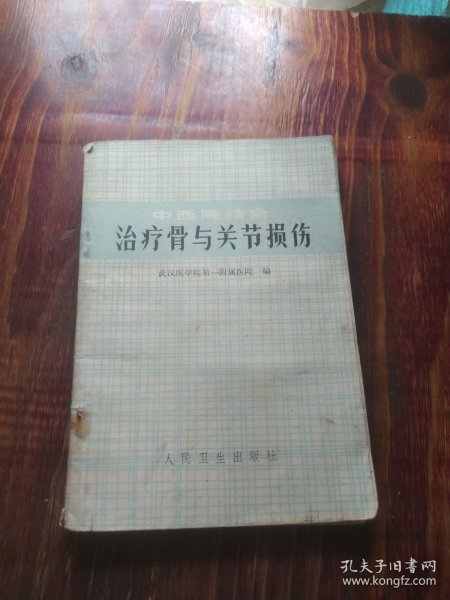 中西医结合
治疗骨与关节损伤
武汉医学院第一附属医院 编
人民卫生出版社
孔夫子旧书网
www.kongfz.com